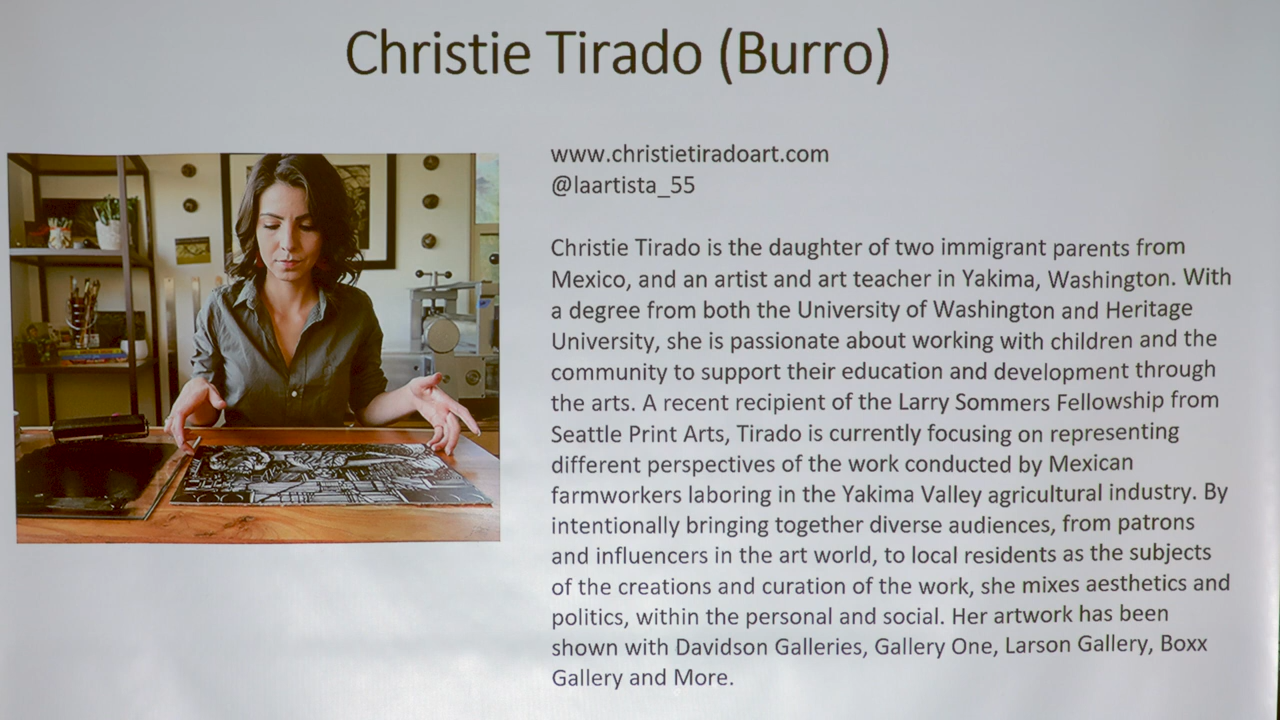 Christie Tirado (Burro)
www.christietiradoart.com
@laartista_55
Christie Tirado is the daughter of two immigrant parents from
Mexico, and an artist and art teacher in Yakima, Washington. With
a degree from both the University of Washington and Heritage
University, she is passionate about working with children and the
community to support their education and development through
the arts. A recent recipient of the Larry Sommers Fellowship from
Seattle Print Arts, Tirado is currently focusing on representing
different perspectives of the work conducted by Mexican
farmworkers laboring in the Yakima Valley agricultural industry. By
intentionally bringing together diverse audiences, from patrons
and influencers in the art world, to local residents as the subjects
of the creations and curation of the work, she mixes aesthetics and
politics, within the personal and social. Her artwork has been
shown with Davidson Galleries, Gallery One, Larson Gallery, Boxx
Gallery and More.